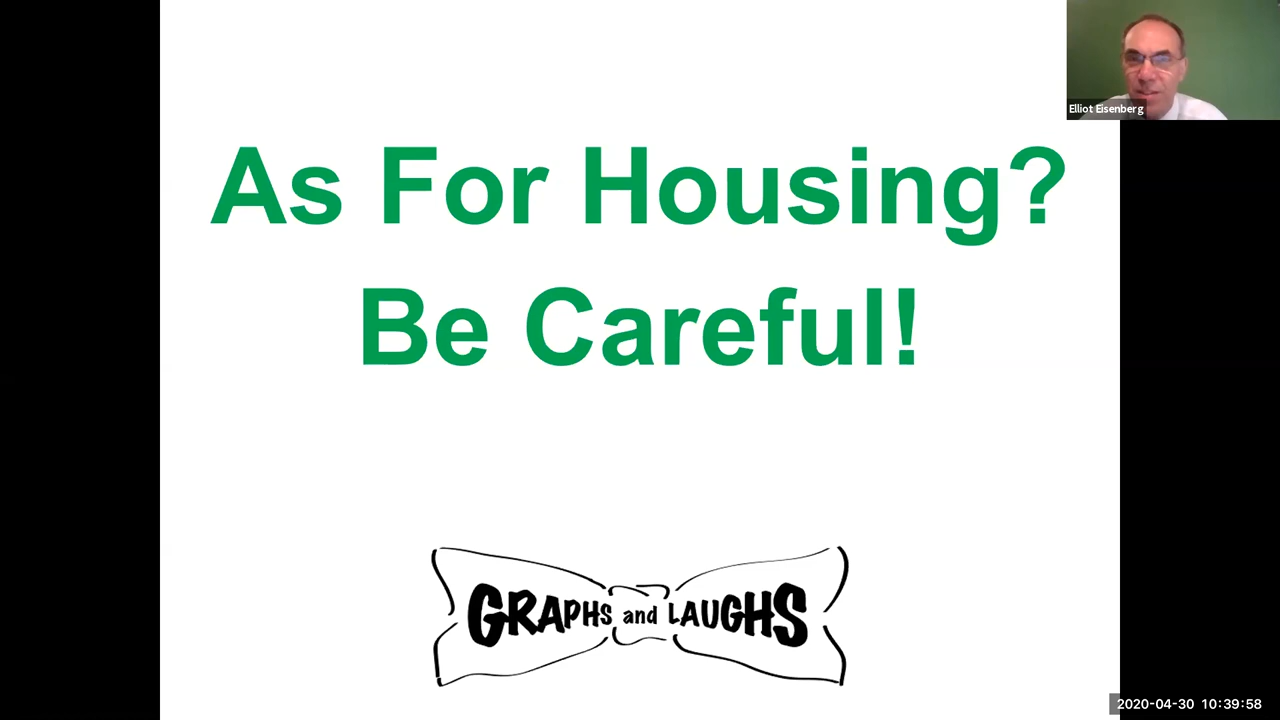 Elliot Eisenberg
As For Housing?
Be Careful!
GRAPHS and LAUGHS
2020-04-30 10:39:58